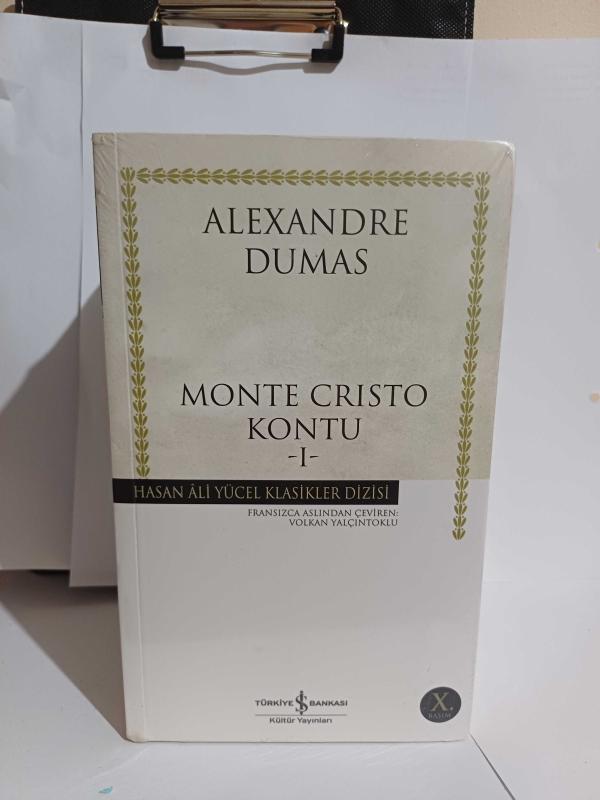 ALEXANDRE
DUMAS
MONTE CRISTO
KONTU
-I-
HASAN ÂLİ YÜCEL KLASİKLER DİZİSİ
FRANSIZCA ASLINDAN ÇEVİREN:
VOLKAN YALÇINTOKLU
TÜRKİYE İŞ BANKASI
Kültür Yayınları
X.
BASIM